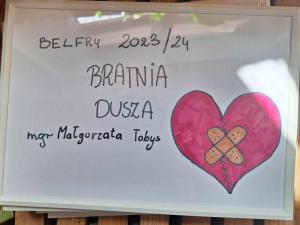 BELFRY 2023/24
BRATNIA
DUSZA
mgr Małgorzata Tobys